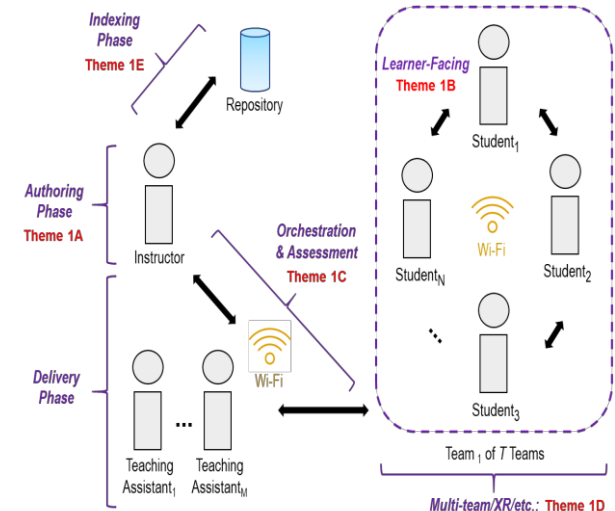 Indexing
Phase
Theme 1E
Repository
Authoring
Phase
Theme 1A
Instructor
Orchestration
& Assessment
Theme 1C
Delivery
Phase
Wi-Fi
...
Teaching
Assistant1
Teaching
AssistantM
Learner-Facing
Theme 1B
Student1
StudentN
Wi-Fi
Student2
...
Student3
Team 1 of T Teams
Multi-team/XR/etc.: Theme 1D